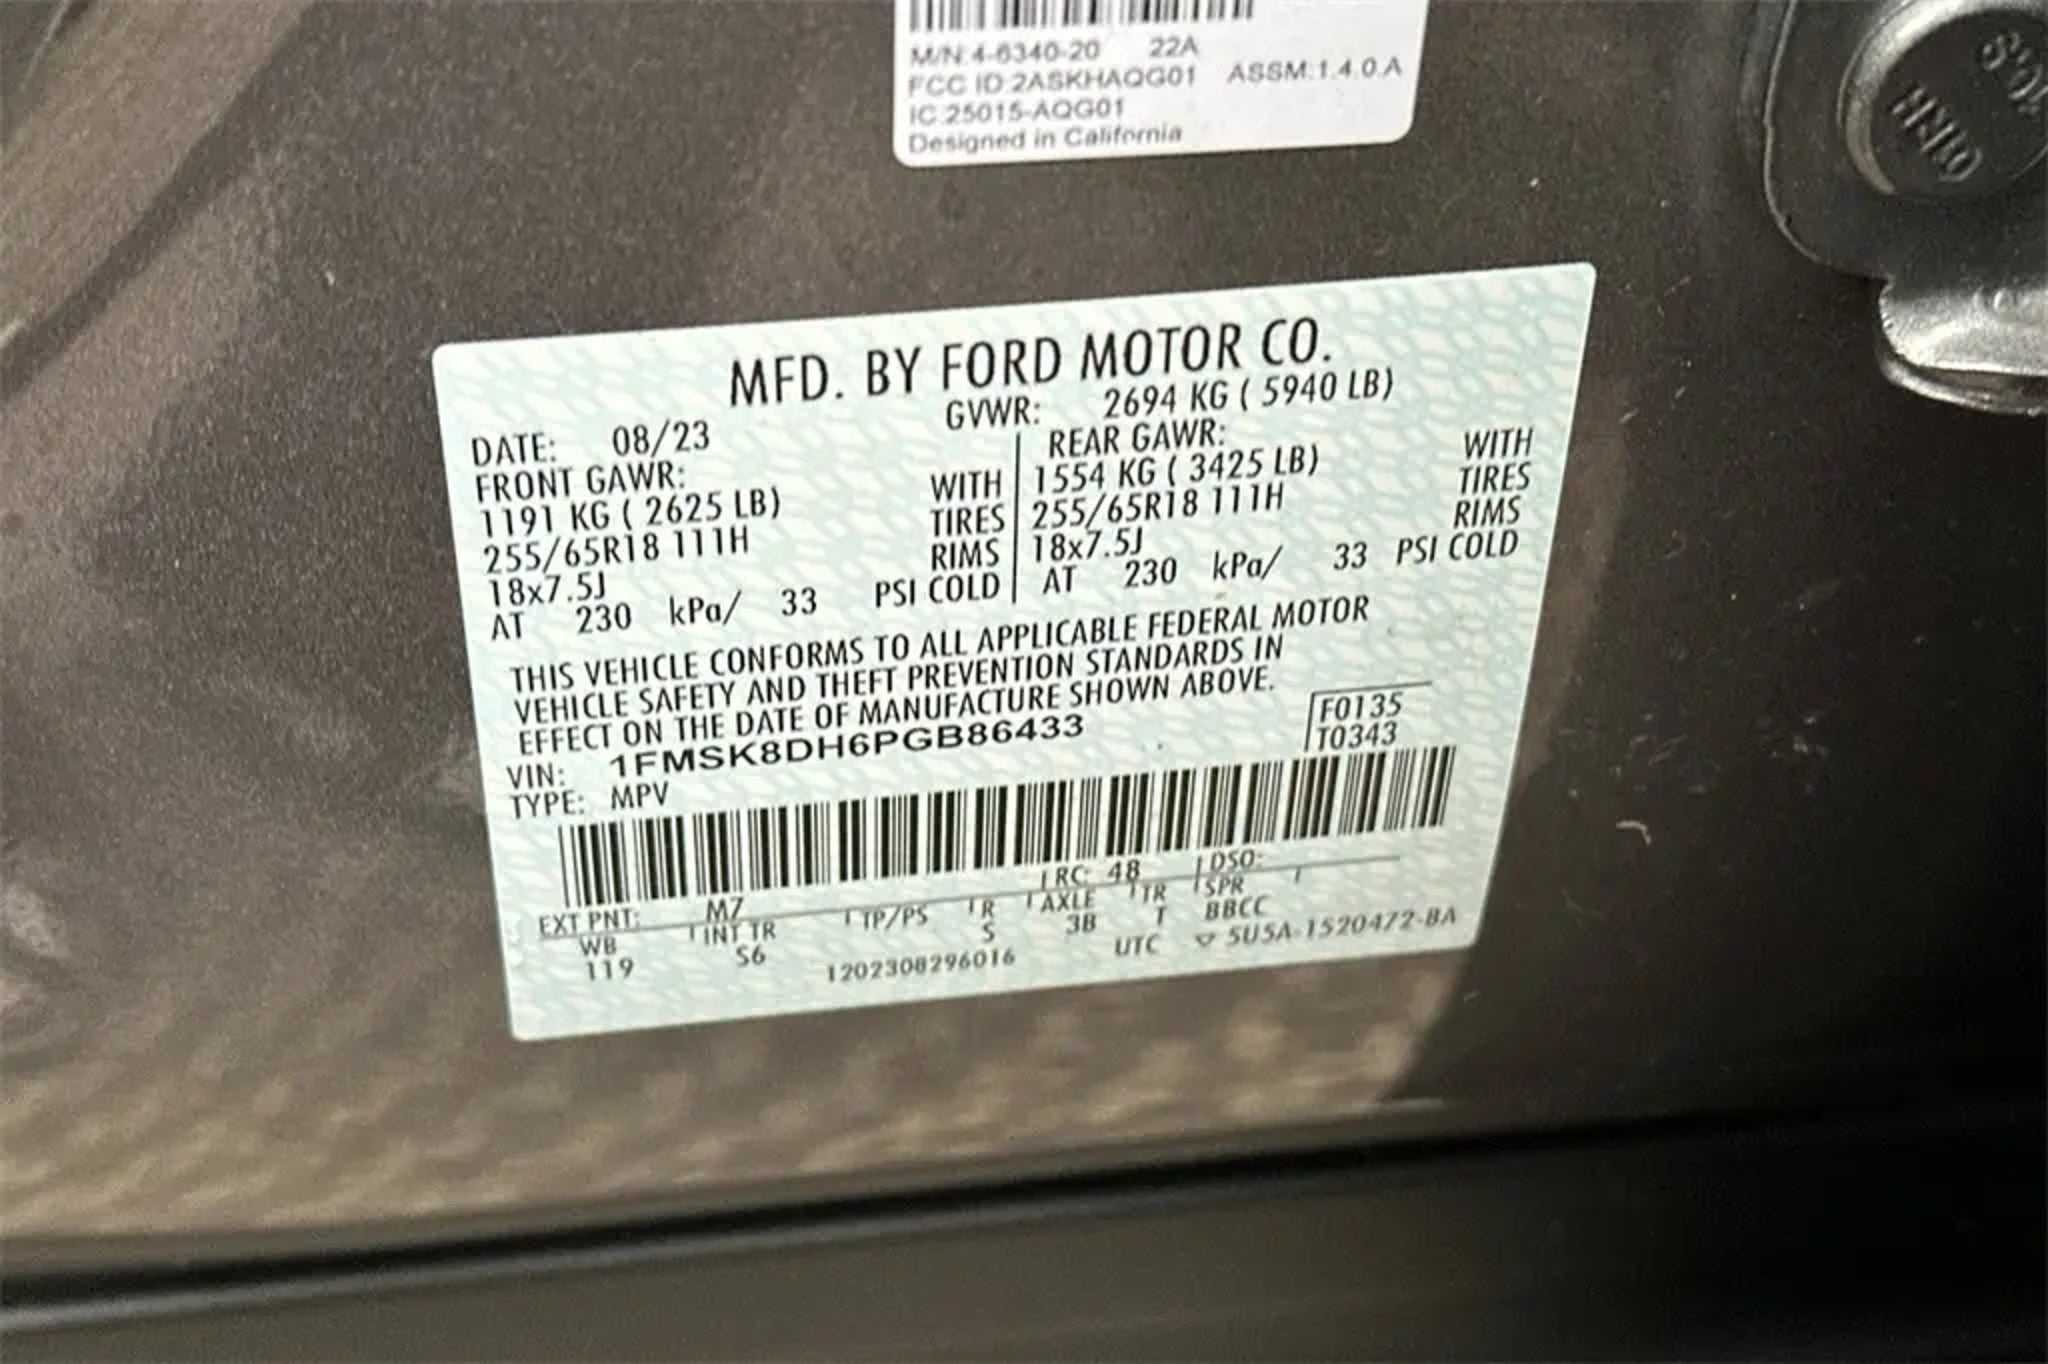 M/N:4-6340-20 22A
FCC ID:2ASKHAQG01 ASSM:1.4.0.A
IC:25015-AQG01
Designed in California
OHRH
MFD. BY FORD MOTOR CO.
DATE: 08/23 GVWR: 2694 KG ( 5940 LB)
FRONT GAWR: REAR GAWR:
1191 KG ( 2625 LB) WITH 1554 KG ( 3425 LB) WITH
255/65R18 111H TIRES 255/65R18 111H TIRES
18x7.5J RIMS 18x7.5J RIMS
AT 230 kPa/ 33 PSI COLD AT 230 kPa/ 33 PSI COLD
THIS VEHICLE CONFORMS TO ALL APPLICABLE FEDERAL MOTOR
VEHICLE SAFETY AND THEFT PREVENTION STANDARDS IN
EFFECT ON THE DATE OF MANUFACTURE SHOWN ABOVE.
VIN: 1FMSK8DH6PGB86433 F0135
TYPE: MPV T0343
EXT PNT: M7 RC: 48 DSO:
WB INT TR TP/PS R AXLE TR SPR
119 S6 S 3B T BBCC
1202308296016 UTC ▽ 5U5A-1520472-BA